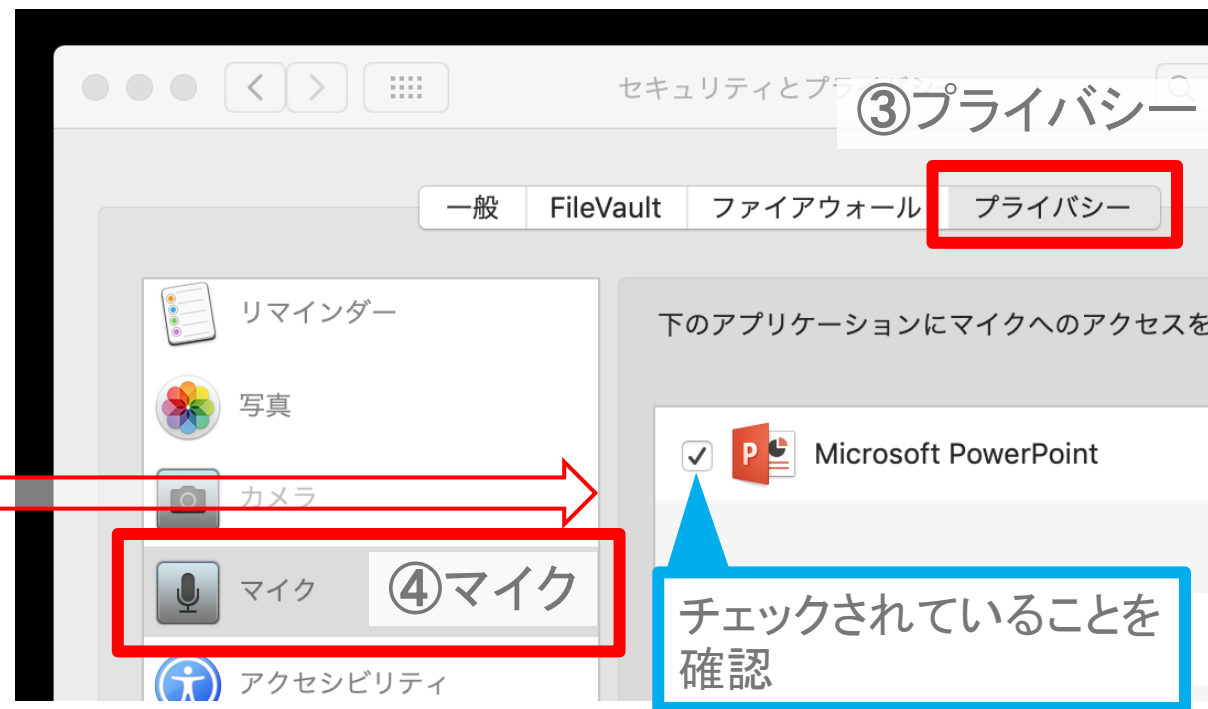 セキュリティとプライバシー
③プライバシー
一般 FileVault ファイアウォール プライバシー
リマインダー
下のアプリケーションにマイクへのアクセスを
写真
Microsoft PowerPoint
カメラ
マイク
④マイク
チェックされていることを
確認
アクセシビリティ